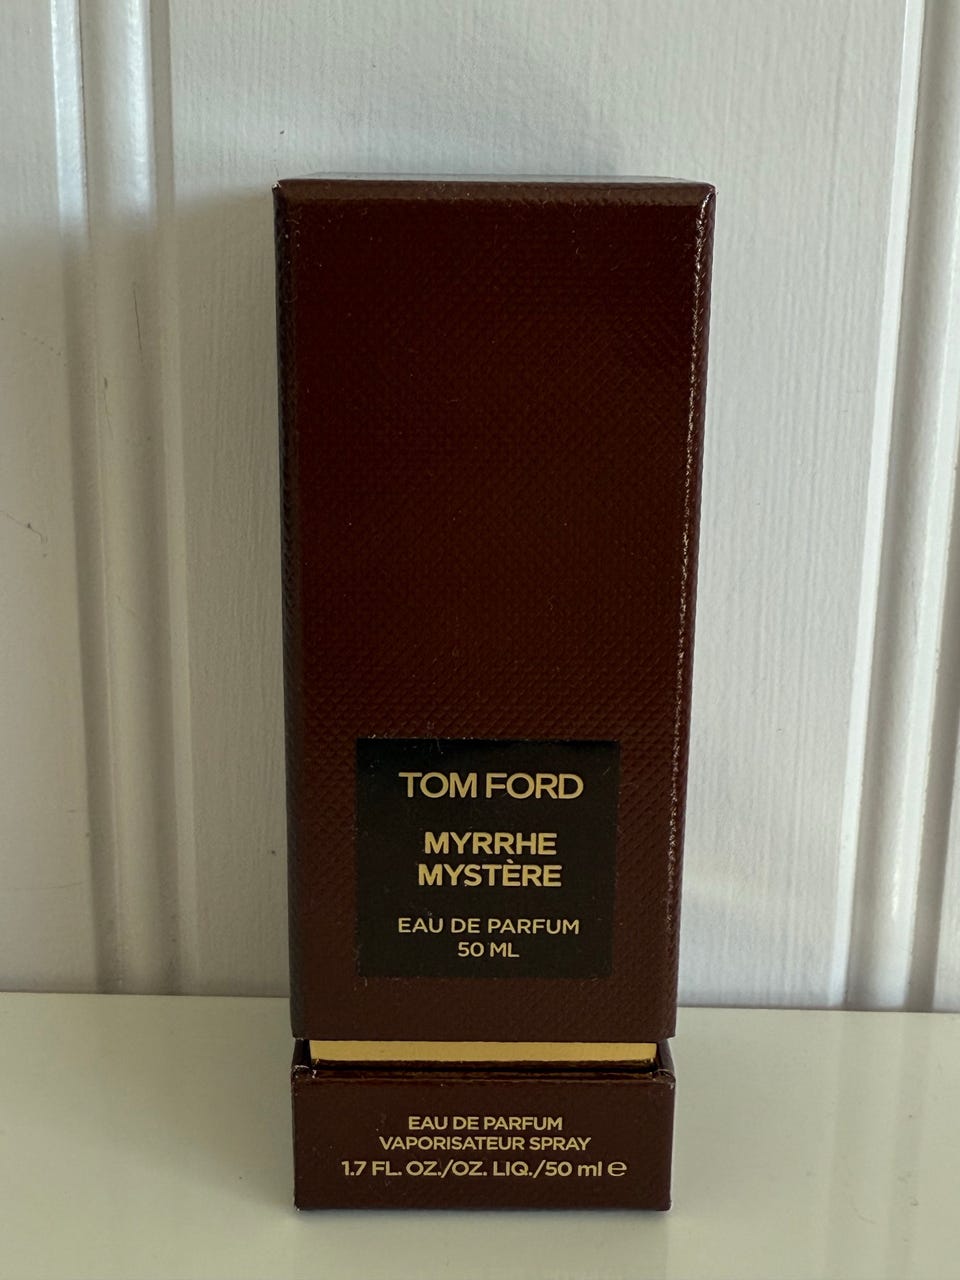 TOM FORD
MYRRHE
MYSTÈRE
EAU DE PARFUM
50 ML
EAU DE PARFUM
VAPORISATEUR SPRAY
1.7 FL. OZ./OZ. LIQ./50 ml ℮